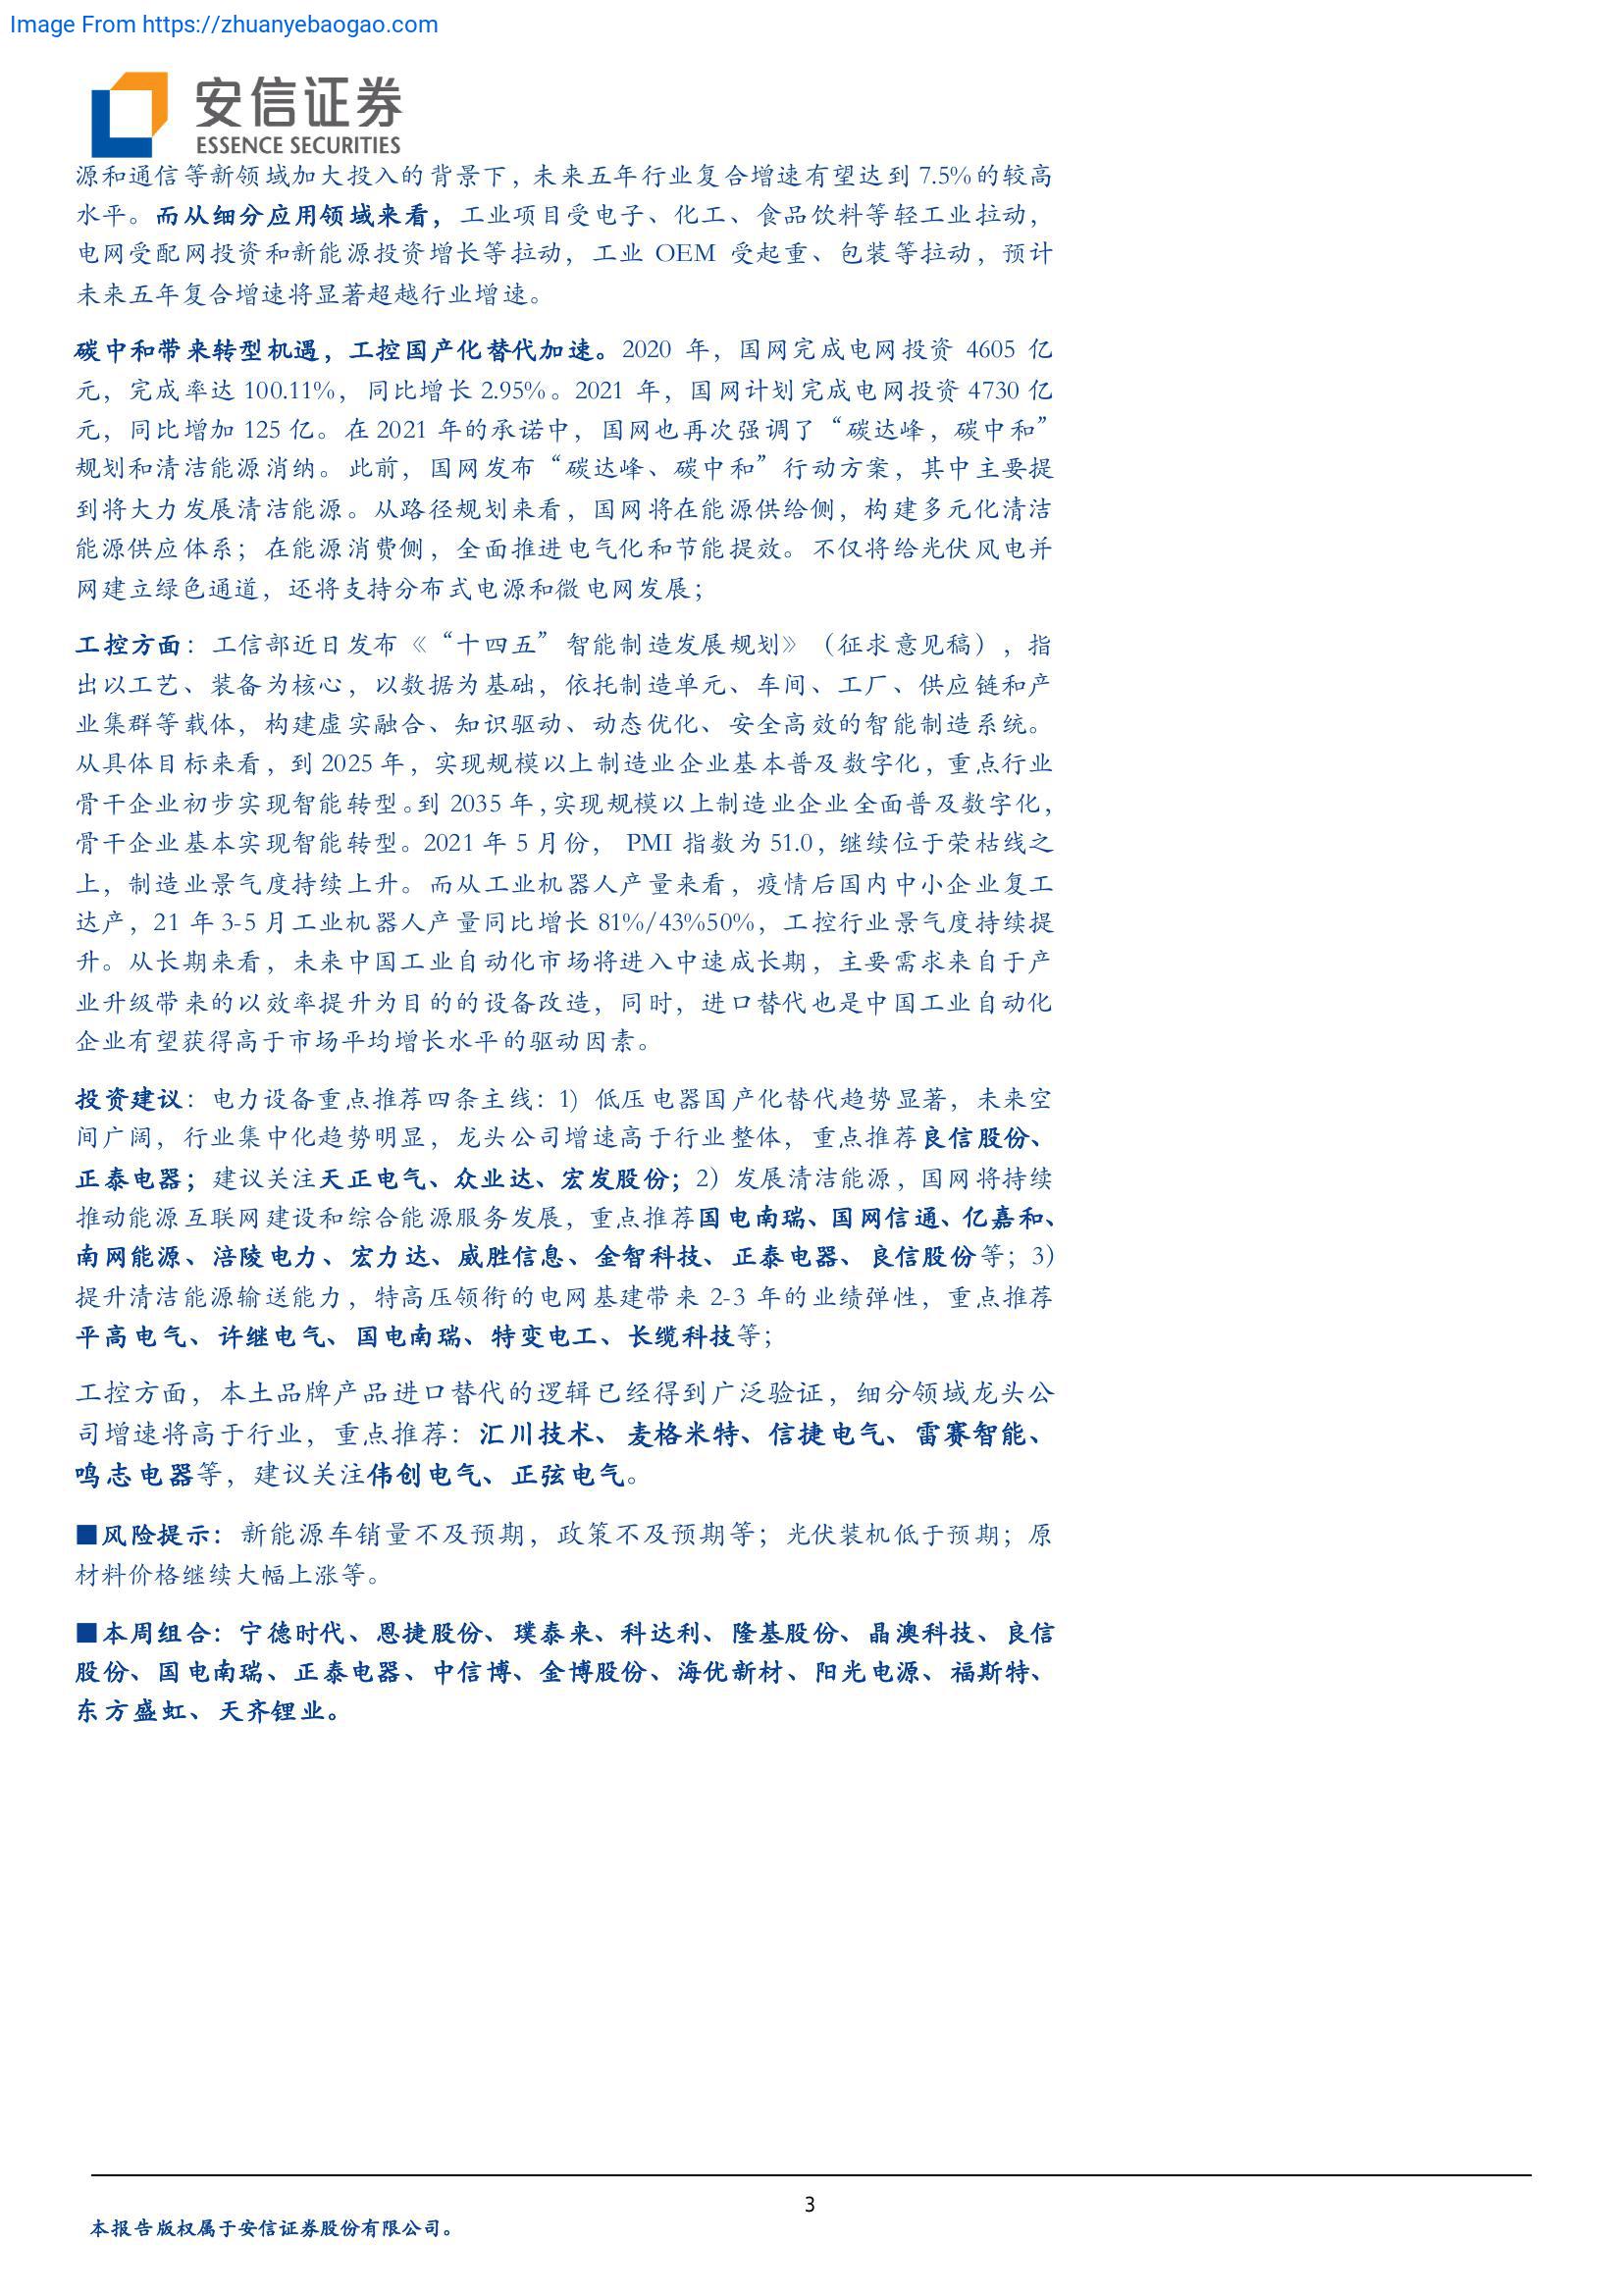 Image From https://zhuanyebaogao.com
安信证券
ESSENCE SECURITIES
源和通信等新领域加大投入的背景下，未来五年行业复合增速有望达到 7.5%的较高
水平。而从细分应用领域来看，工业项目受电子、化工、食品饮料等轻工业拉动，
电网受配网投资和新能源投资增长等拉动，工业 OEM 受起重、包装等拉动，预计
未来五年复合增速将显著超越行业增速。
碳中和带来转型机遇，工控国产化替代加速。2020 年，国网完成电网投资 4605 亿
元，完成率达 100.11%，同比增长 2.95%。2021 年，国网计划完成电网投资 4730 亿
元，同比增加 125 亿。在 2021 年的承诺中，国网也再次强调了“碳达峰，碳中和”
规划和清洁能源消纳。此前，国网发布“碳达峰、碳中和”行动方案，其中主要提
到将大力发展清洁能源。从路径规划来看，国网将在能源供给侧，构建多元化清洁
能源供应体系；在能源消费侧，全面推进电气化和节能提效。不仅将给光伏风电并
网建立绿色通道，还将支持分布式电源和微电网发展；
工控方面：工信部近日发布《“十四五”智能制造发展规划》（征求意见稿），指
出以工艺、装备为核心，以数据为基础，依托制造单元、车间、工厂、供应链和产
业集群等载体，构建虚实融合、知识驱动、动态优化、安全高效的智能制造系统。
从具体目标来看，到 2025 年，实现规模以上制造业企业基本普及数字化，重点行业
骨干企业初步实现智能转型。到 2035 年，实现规模以上制造业企业全面普及数字化，
骨干企业基本实现智能转型。2021 年 5 月份， PMI 指数为 51.0，继续位于荣枯线之
上，制造业景气度持续上升。而从工业机器人产量来看，疫情后国内中小企业复工
达产，21 年 3-5 月工业机器人产量同比增长 81%/43%50%，工控行业景气度持续提
升。从长期来看，未来中国工业自动化市场将进入中速成长期，主要需求来自于产
业升级带来的以效率提升为目的的设备改造，同时，进口替代也是中国工业自动化
企业有望获得高于市场平均增长水平的驱动因素。
投资建议：电力设备重点推荐四条主线：1）低压电器国产化替代趋势显著，未来空
间广阔，行业集中化趋势明显，龙头公司增速高于行业整体，重点推荐良信股份、
正泰电器；建议关注天正电气、众业达、宏发股份；2）发展清洁能源，国网将持续
推动能源互联网建设和综合能源服务发展，重点推荐国电南瑞、国网信通、亿嘉和、
南网能源、涪陵电力、宏力达、威胜信息、金智科技、正泰电器、良信股份等；3）
提升清洁能源输送能力，特高压领衔的电网基建带来 2-3 年的业绩弹性，重点推荐
平高电气、许继电气、国电南瑞、特变电工、长缆科技等；
工控方面，本土品牌产品进口替代的逻辑已经得到广泛验证，细分领域龙头公
司增速将高于行业，重点推荐：汇川技术、麦格米特、信捷电气、雷赛智能、
鸣志电器等，建议关注伟创电气、正弦电气。
■风险提示：新能源车销量不及预期，政策不及预期等；光伏装机低于预期；原
材料价格继续大幅上涨等。
■本周组合：宁德时代、恩捷股份、璞泰来、科达利、隆基股份、晶澳科技、良信
股份、国电南瑞、正泰电器、中信博、金博股份、海优新材、阳光电源、福斯特、
东方盛虹、天齐锂业。
3
本报告版权属于安信证券股份有限公司。